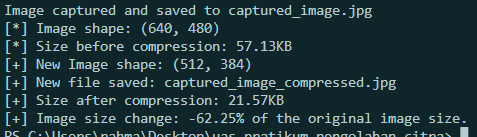 Image captured and saved to captured_image.jpg
[*] Image shape: (640, 480)
[*] Size before compression: 57.13KB
[+] New Image shape: (512, 384)
[+] New file saved: captured_image_compressed.jpg
[+] Size after compression: 21.57KB
[+] Image size change: -62.25% of the original image size.
PS C:\Users\rahma\Desktop\uas pratikum pengolahan citra>